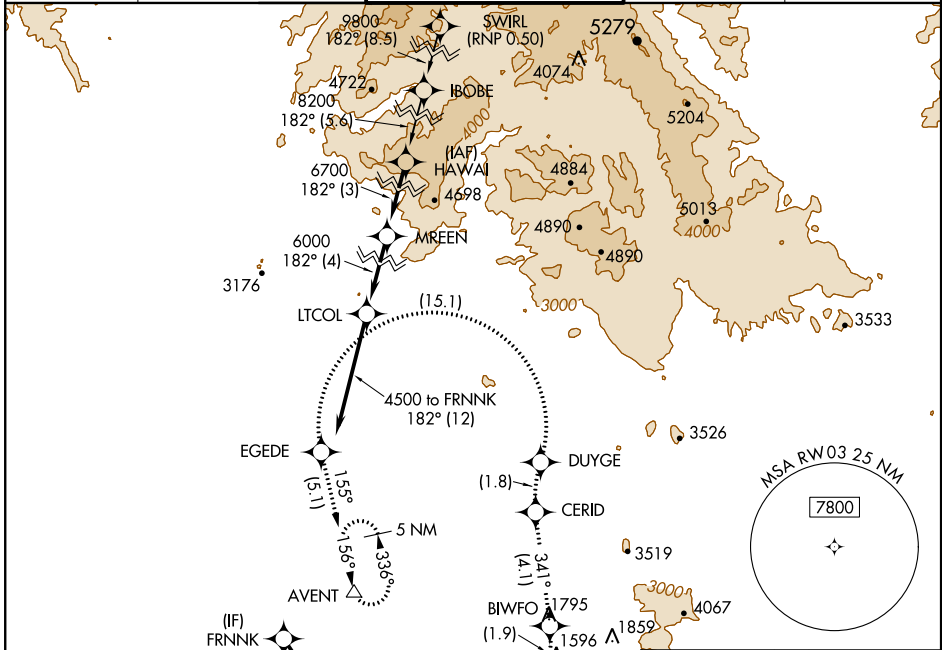 9800
182° (8.5)
SWIRL
(RNP 0.50)
5279
4074
4722
IBOBE
8200
182° (5.6)
4000
5204
(IAF)
HAWAI
6700
182° (3)
4884
4698
5013
4000
4890
4890
MREEN
6000
182° (4)
3176
3000
(15.1)
LTCOL
3533
4500 to FRNNK
182° (12)
3526
EGEDE
DUYGE
MSA RW03 25 NM
7800
155°
(5.1)
(1.8)
CERID
5 NM
156°
336°
3519
341°
(4.1)
AVENT
3000
4067
BIWFO
1795
(IF)
FRNNK
(1.9)
1596
1859